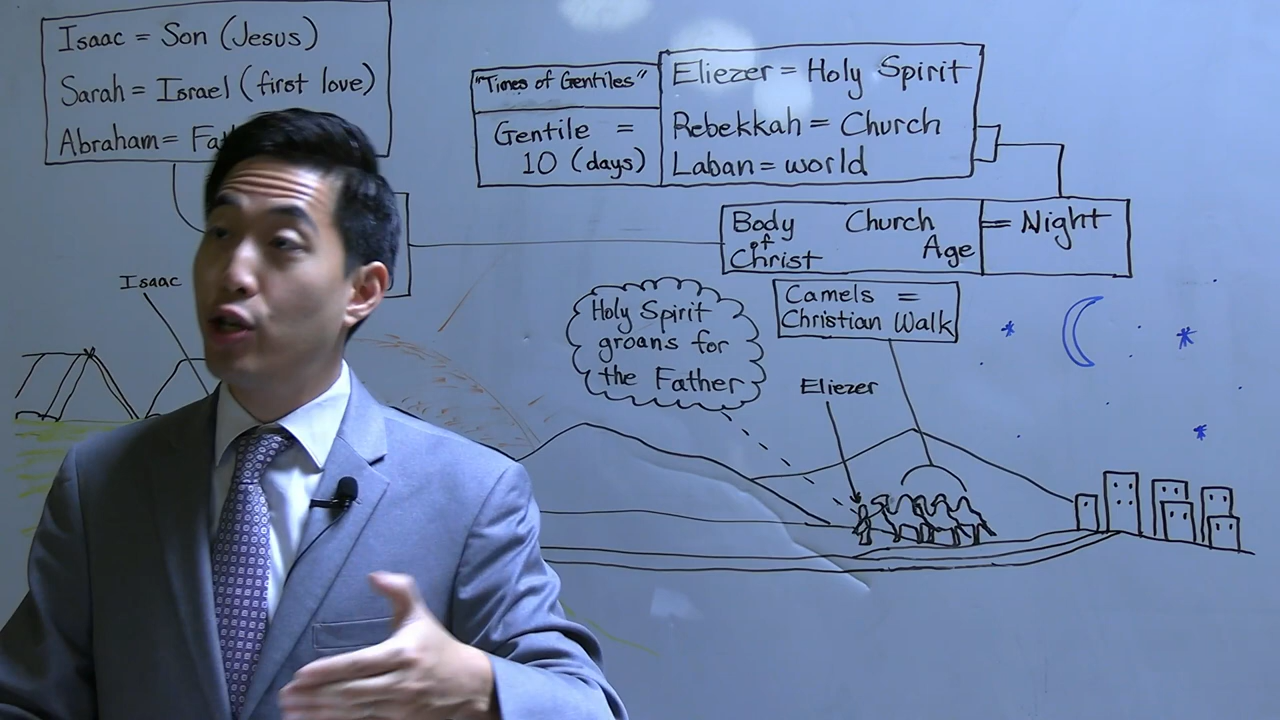 Isaac = Son (Jesus)
Sarah = Israel (first love)
Abraham =
"Times of Gentiles"
Gentile =
10 (days)
Eliezer = Holy Spirit
Rebekkah = Church
Laban = world
Body of Christ
Church Age
= Night
Isaac
Holy Spirit
groans for
the Father
Camels =
Christian Walk
Eliezer